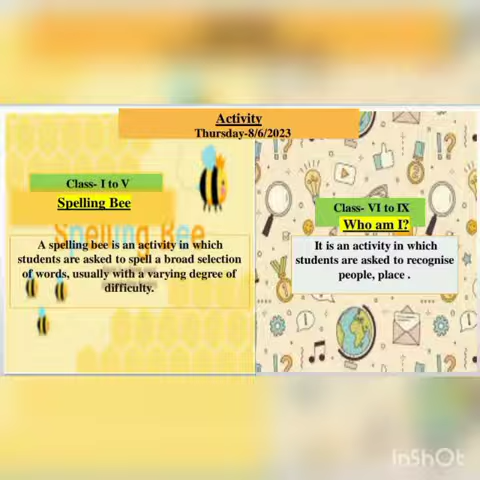 Activity
Thursday-8/6/2023
Class- I to V
Spelling Bee
Spelling Bee
A spelling bee is an activity in which
students are asked to spell a broad selection
of words, usually with a varying degree of
difficulty.
Class- VI to IX
Who am I?
It is an activity in which
students are asked to recognise
people, place .
InShOt